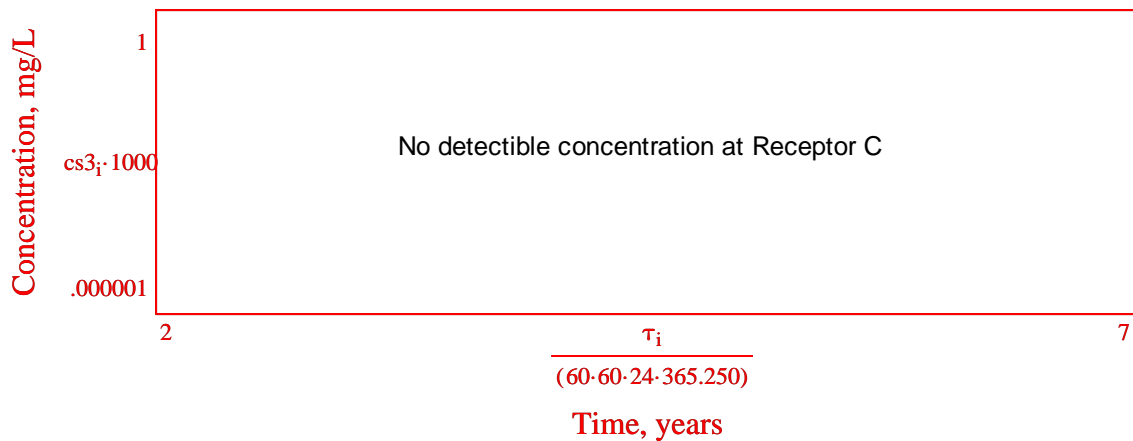 Concentration, mg/L
1
No detectible concentration at Receptor C
cs3i·1000
.000001
2
7
τi
(60·60·24·365.250)
Time, years